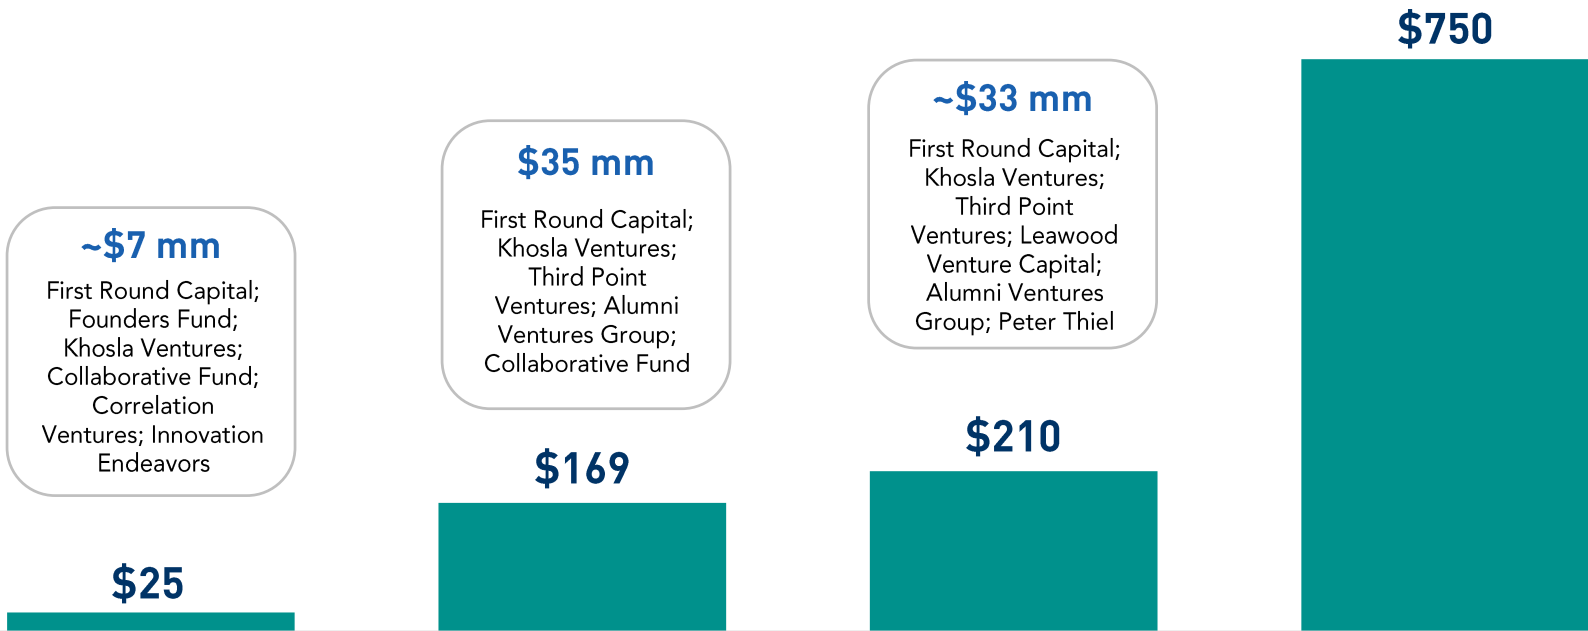 ~$7 mm
First Round Capital;
Founders Fund;
Khosla Ventures;
Collaborative Fund;
Correlation
Ventures; Innovation
Endeavors
$25
$35 mm
First Round Capital;
Khosla Ventures;
Third Point
Ventures; Alumni
Ventures Group;
Collaborative Fund
$169
~$33 mm
First Round Capital;
Khosla Ventures;
Third Point
Ventures; Leawood
Venture Capital;
Alumni Ventures
Group; Peter Thiel
$210
$750